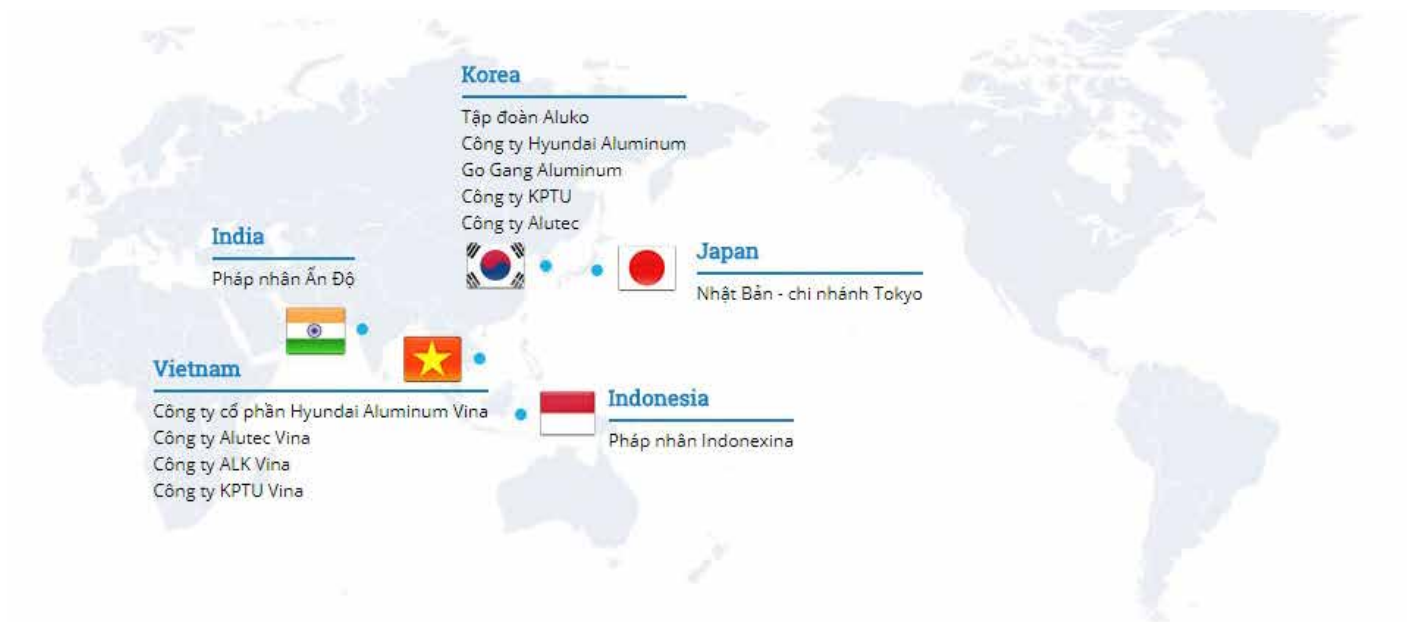 Korea
Tập đoàn Aluko
Công ty Hyundai Aluminum
Go Gang Aluminum
Công ty KPTU
Công ty Alutec
India
Pháp nhân Ấn Độ
Japan
Nhật Bản - chi nhánh Tokyo
Vietnam
Công ty cổ phần Hyundai Aluminum Vina
Công ty Alutec Vina
Công ty ALK Vina
Công ty KPTU Vina
Indonesia
Pháp nhân Indonexina